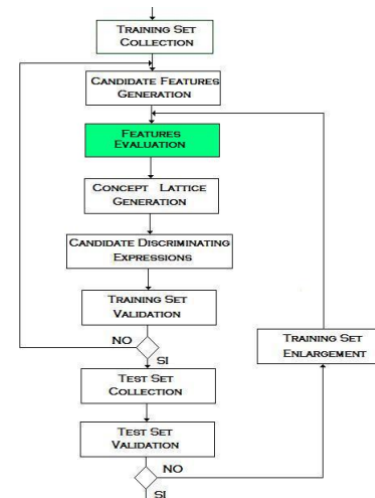 TRAINING SET
COLLECTION
CANDIDATE FEATURES
GENERATION
FEATURES
EVALUATION
CONCEPT LATTICE
GENERATION
CANDIDATE DISCRIMINATING
EXPRESSIONS
TRAINING SET
VALIDATION
NO
SI
TRAINING SET
ENLARGEMENT
TEST SET
COLLECTION
TEST SET
VALIDATION
NO
SI